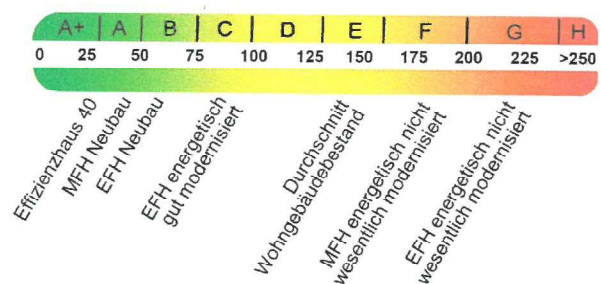 A+ A B C D E F G H
0 25 50 75 100 125 150 175 200 225 >250
Effizienzhaus 40
MFH Neubau
EFH Neubau
EFH energetisch
gut modernisiert
Durchschnitt
Wohngebäudebestand
MFH energetisch nicht
wesentlich modernisiert
EFH energetisch nicht
wesentlich modernisiert